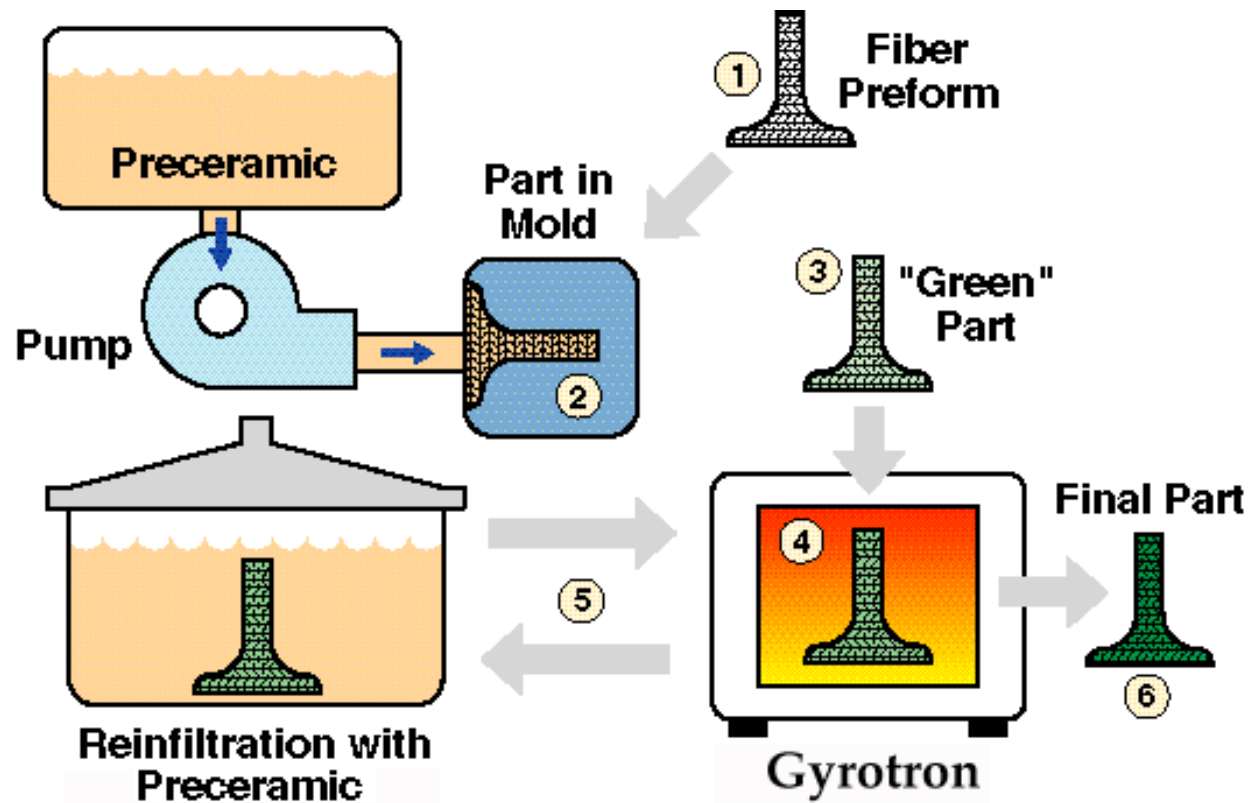 Preceramic
Pump
Part in
Mold
2
1
Fiber
Preform
3
"Green"
Part
4
5
Reinfiltration with
Preceramic
Gyrotron
Final Part
6